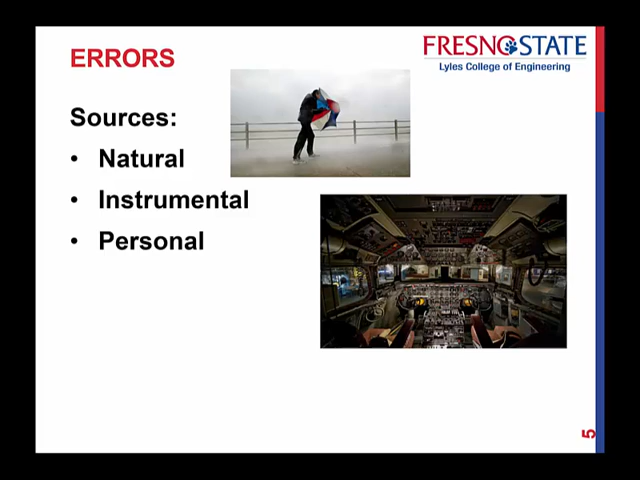 ERRORS
FRESNO STATE
Lyles College of Engineering
Sources:
• Natural
• Instrumental
• Personal
5